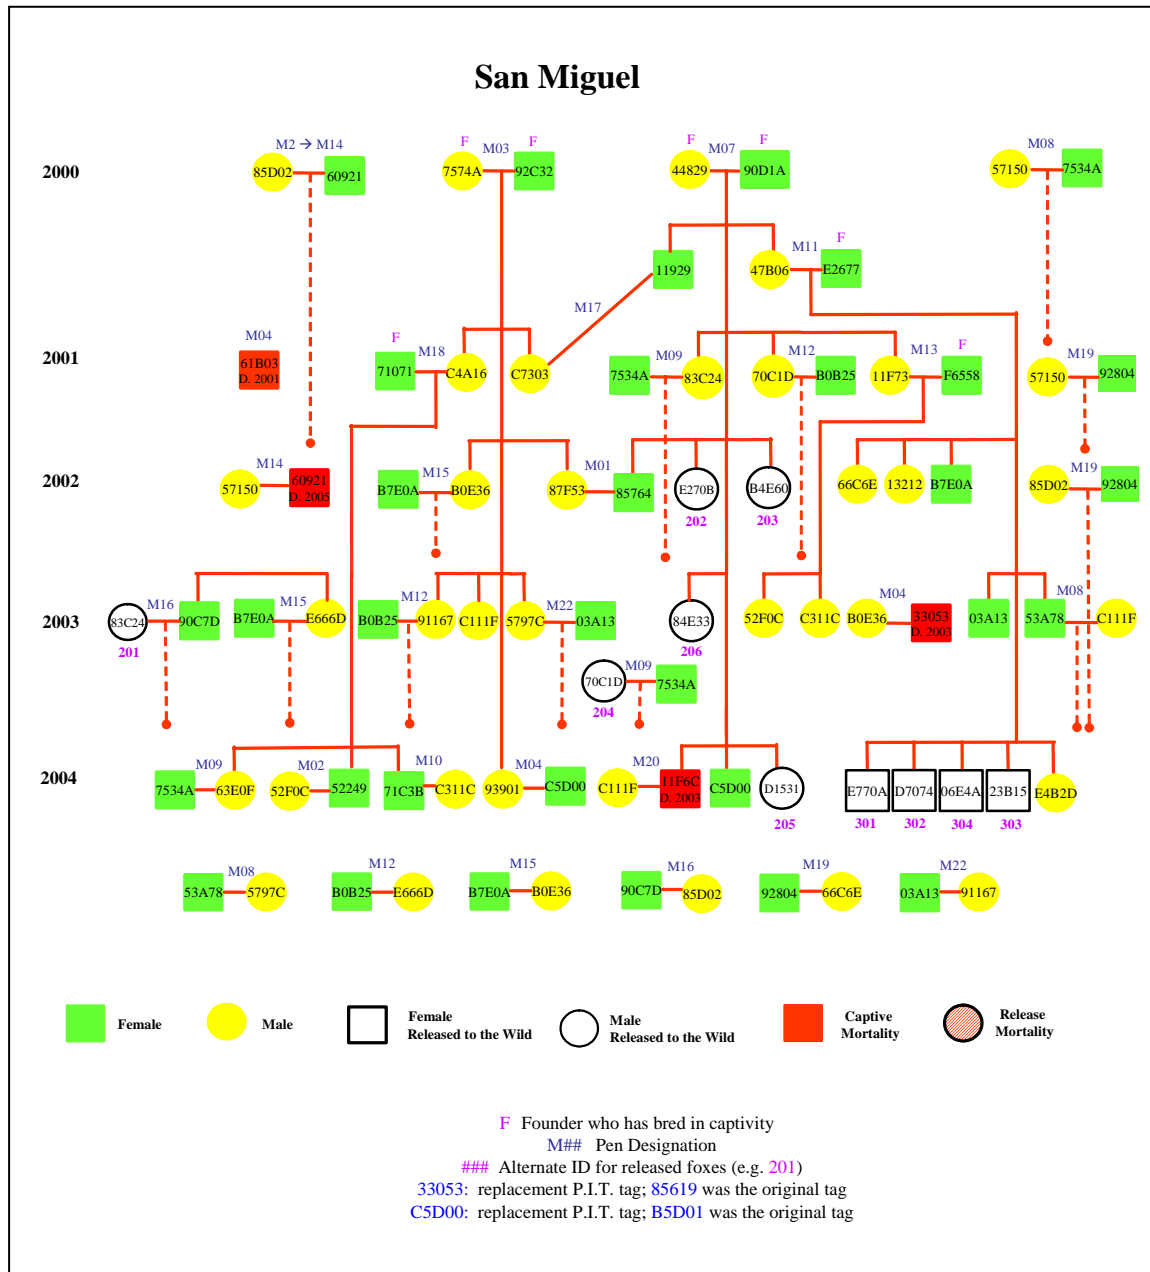 San Miguel
M2 → M14
F
M03
F
F
M07
F
M08
2000
85D02
60921
7574A
92C32
44829
90D1A
57150
7534A
M11
F
11929
47B06
E2677
M17
M04
F
M18
M09
M12
M13
F
M19
2001
61B03
D. 2001
71071
C4A16
C7303
7534A
83C24
70C1D
B0B25
11F73
F6558
57150
92804
M14
M15
M01
M19
2002
57150
60921
D. 2005
B7E0A
B0E36
87F53
85764
E270B
B4E60
66C6E
13212
B7E0A
85D02
92804
202
203
M16
M15
M12
M22
M04
M08
2003
83C24
90C7D
B7E0A
E666D
B0B25
91167
C111F
5797C
03A13
84E33
52F0C
C311C
B0E36
33053
D. 2003
03A13
53A78
C111F
201
206
M09
70C1D
7534A
204
M09
M02
M10
M04
M20
2004
7534A
63E0F
52F0C
52249
71C3B
C311C
93901
C5D00
C111F
11F6C
D. 2003
C5D00
D1531
E770A
D7074
06E4A
23B15
E4B2D
205
301
302
304
303
M08
M12
M15
M16
M19
M22
53A78
5797C
B0B25
E666D
B7E0A
B0E36
90C7D
85D02
92804
66C6E
03A13
91167
Female
Male
Female
Released to the Wild
Male
Released to the Wild
Captive
Mortality
Release
Mortality
F Founder who has bred in captivity
M## Pen Designation
### Alternate ID for released foxes (e.g. 201)
33053: replacement P.I.T. tag; 85619 was the original tag
C5D00: replacement P.I.T. tag; B5D01 was the original tag